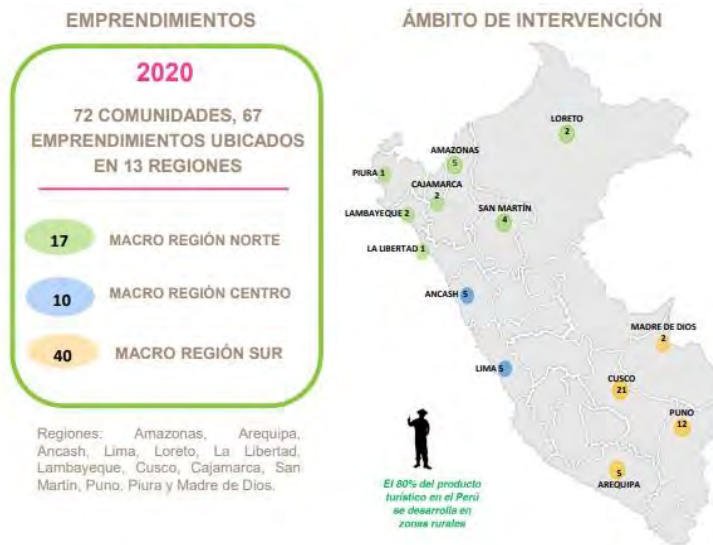 EMPRENDIMIENTOS
2020
72 COMUNIDADES, 67
EMPRENDIMIENTOS UBICADOS
EN 13 REGIONES
17 MACRO REGIÓN NORTE
10 MACRO REGIÓN CENTRO
40 MACRO REGIÓN SUR
Regiones: Amazonas, Arequipa,
Ancash, Lima, Loreto, La Libertad,
Lambayeque, Cusco, Cajamarca, San
Martín, Puno, Piura y Madre de Dios.
ÁMBITO DE INTERVENCIÓN
LORETO
2
AMAZONAS
5
PIURA 1
CAJAMARCA
2
LAMBAYEQUE 2
SAN MARTÍN
4
LA LIBERTAD 1
ANCASH 5
MADRE DE DIOS
2
LIMA 5
CUSCO
21
PUNO
12
5
AREQUIPA
El 80% del producto
turístico en el Perú
se desarrolla en
zonas rurales